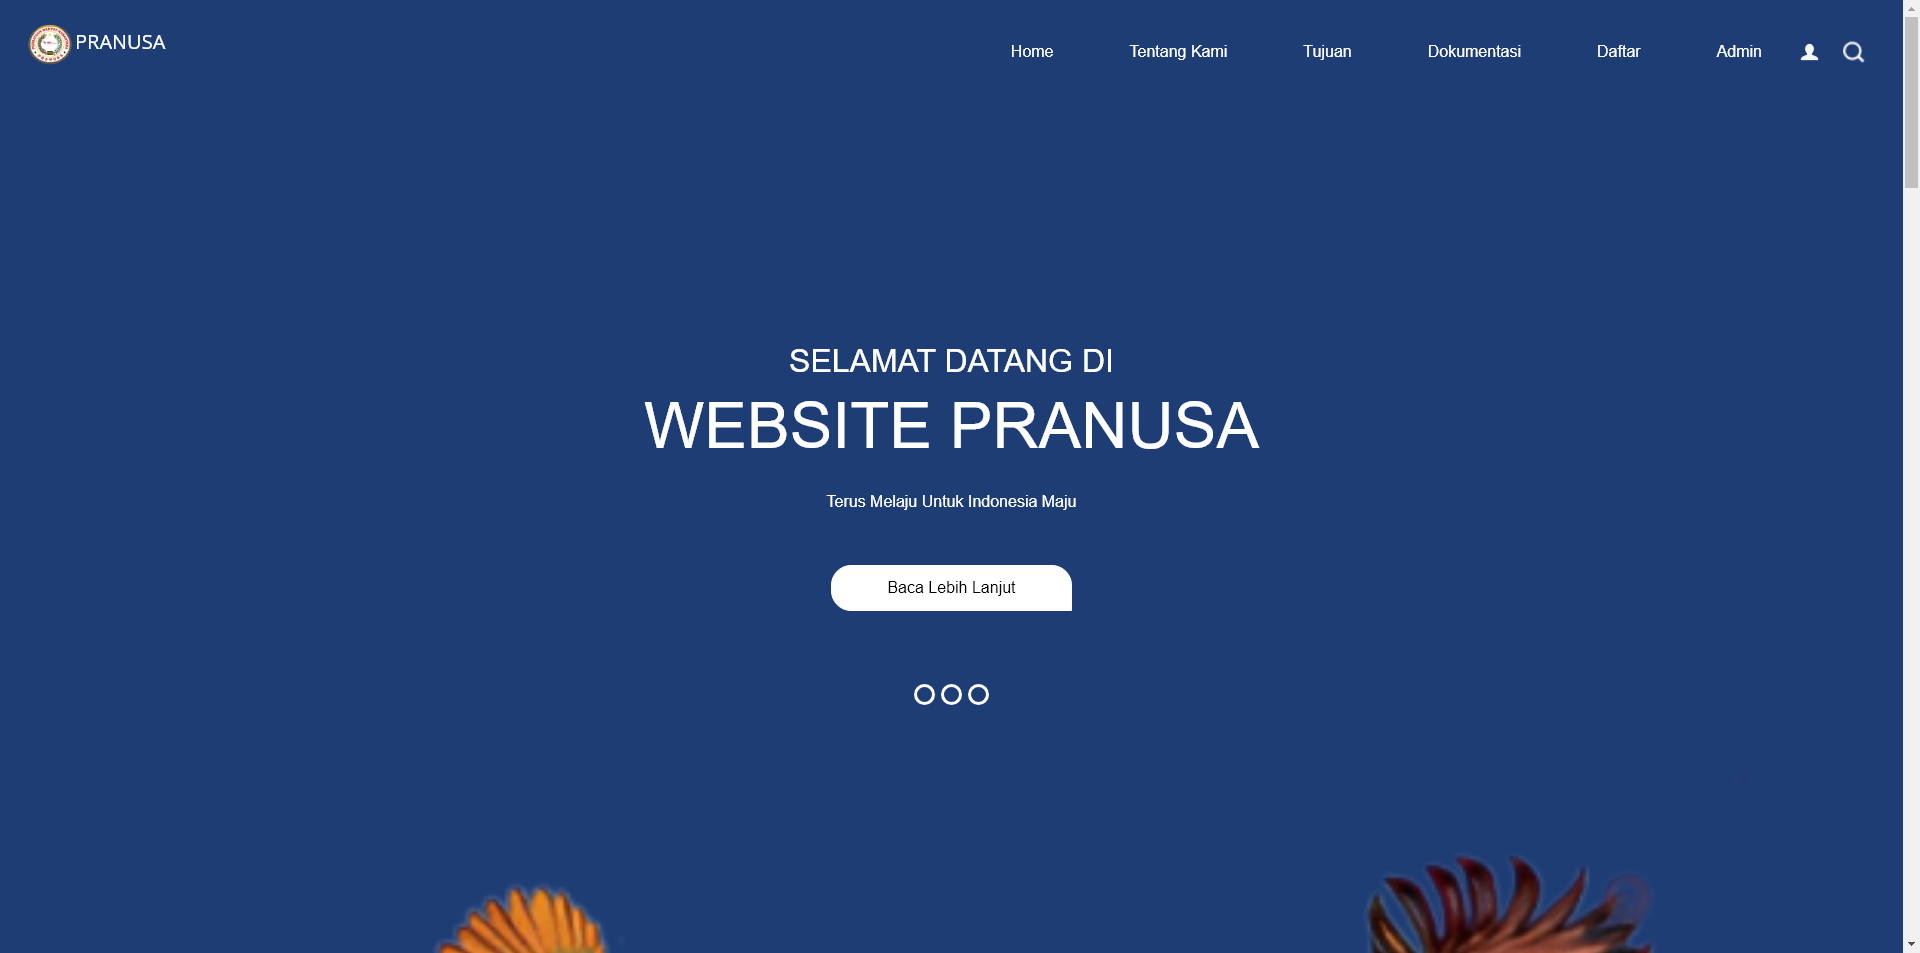 PRANUSA
Home
Tentang Kami
Tujuan
Dokumentasi
Daftar
Admin
SELAMAT DATANG DI
WEBSITE PRANUSA
Terus Melaju Untuk Indonesia Maju
Baca Lebih Lanjut